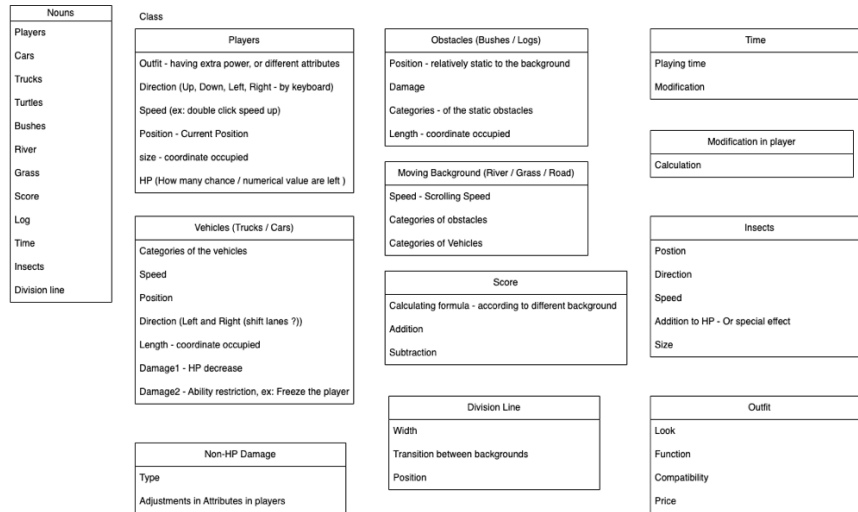 Nouns
Players
Cars
Trucks
Turtles
Bushes
River
Grass
Score
Log
Time
Insects
Division line
Class
Players
Outfit - having extra power, or different attributes
Direction (Up, Down, Left, Right - by keyboard)
Speed (ex: double click speed up)
Position - Current Position
size - coordinate occupied
HP (How many chance / numerical value are left )
Vehicles (Trucks / Cars)
Categories of the vehicles
Speed
Position
Direction (Left and Right (shift lanes ?))
Length - coordinate occupied
Damage1 - HP decrease
Damage2 - Ability restriction, ex: Freeze the player
Non-HP Damage
Type
Adjustments in Attributes in players
Obstacles (Bushes / Logs)
Position - relatively static to the background
Damage
Categories - of the static obstacles
Length - coordinate occupied
Moving Background (River / Grass / Road)
Speed - Scrolling Speed
Categories of obstacles
Categories of Vehicles
Score
Calculating formula - according to different background
Addition
Subtraction
Division Line
Width
Transition between backgrounds
Position
Time
Playing time
Modification
Modification in player
Calculation
Insects
Postion
Direction
Speed
Addition to HP - Or special effect
Size
Outfit
Look
Function
Compatibility
Price